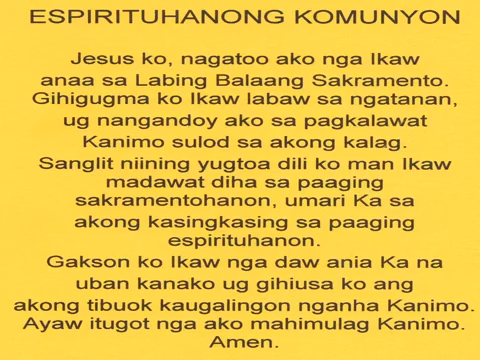 ESPIRITUHANONG KOMUNYON
Jesus ko, nagatoo ako nga Ikaw
anaa sa Labing Balaang Sakramento.
Gihigugma ko Ikaw labaw sa ngatanan,
ug nangandoy ako sa pagkalawat
Kanimo sulod sa akong kalag.
Sanglit niining yugtoa dili ko man Ikaw
madawat diha sa paaging
sakramentohanon, umari Ka sa
akong kasingkasing sa paaging
espirituhanon.
Gakson ko Ikaw nga daw ania Ka na
uban kanako ug gihiusa ko ang
akong tibuok kaugalingon nganha Kanimo.
Ayaw itugot nga ako mahimulag Kanimo.
Amen.